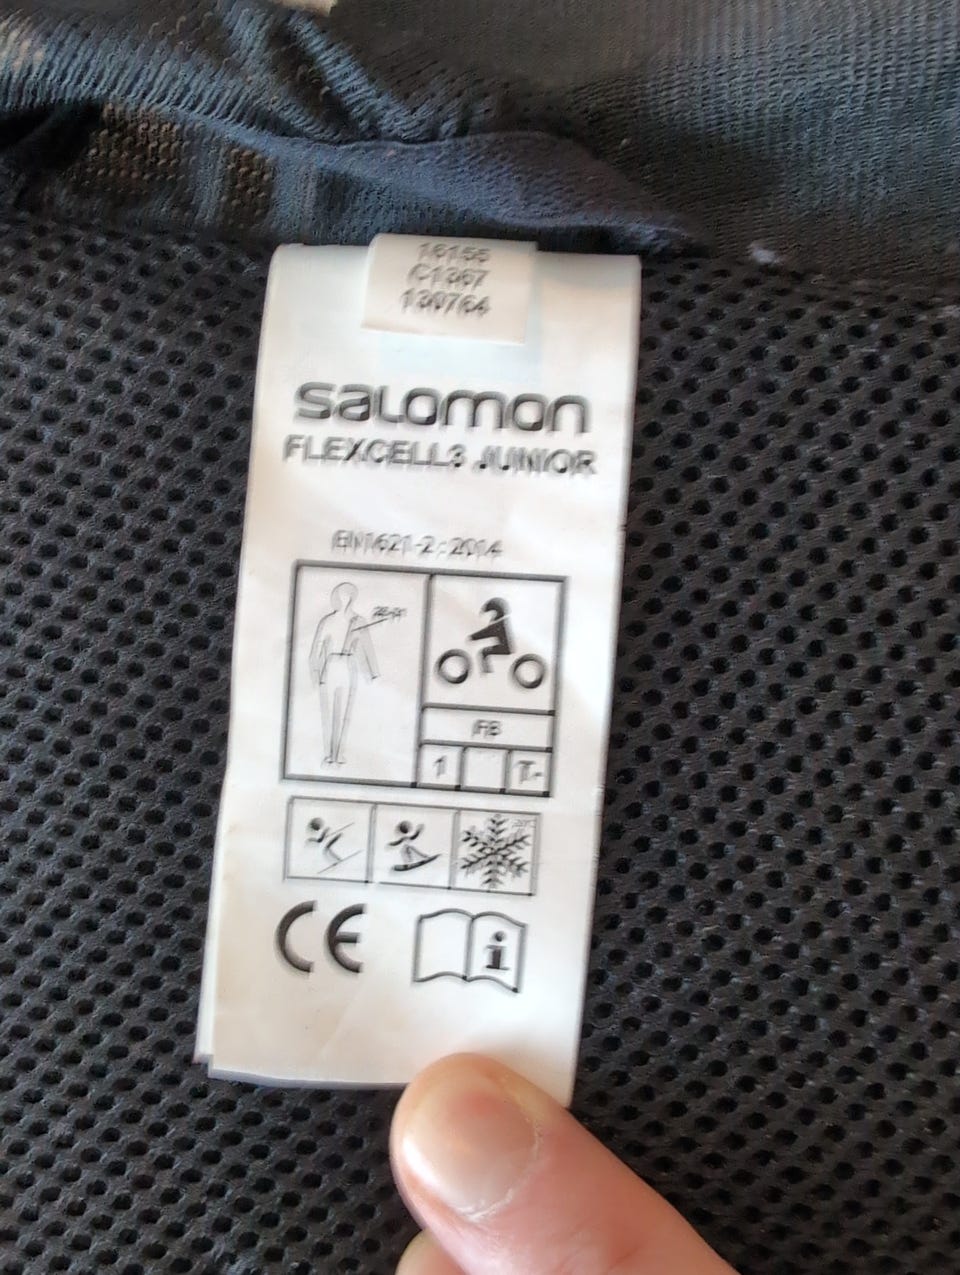 16155
C1367
130764
salomon
FLEXCELL3 JUNIOR
EN1621-2:2014
FB
1
T-
CE
i